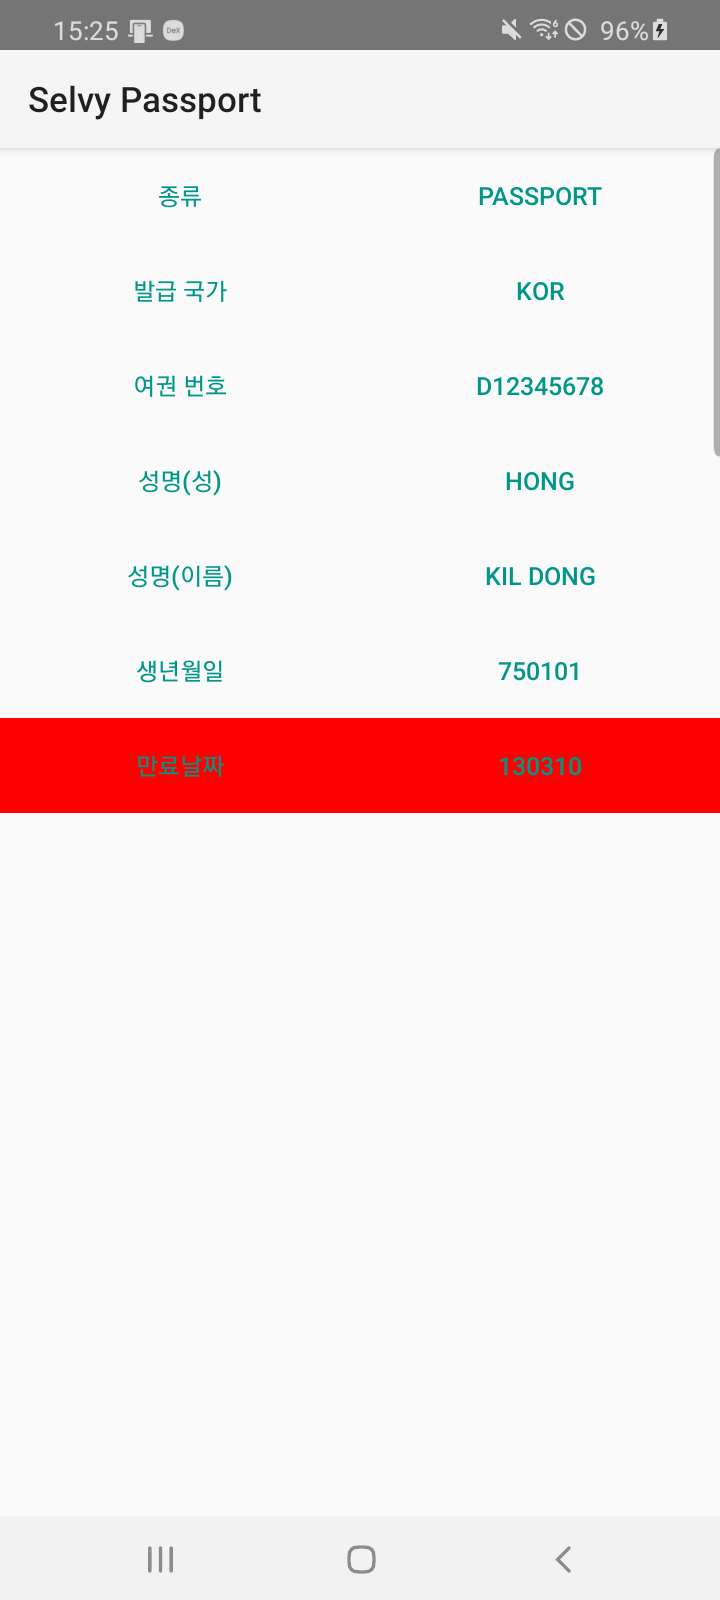 15:25 DeX 6 96%
Selvy Passport
종류 PASSPORT
발급 국가 KOR
여권 번호 D12345678
성명(성) HONG
성명(이름) KIL DONG
생년월일 750101
만료날짜 130310